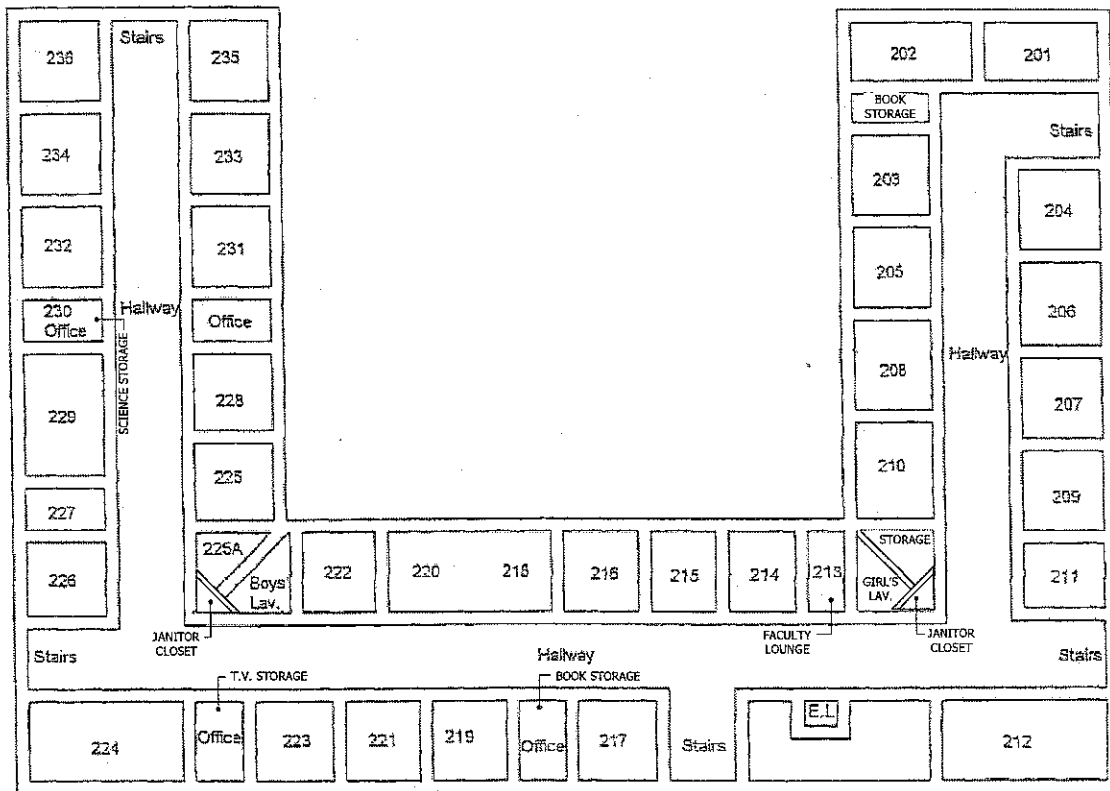 236
Stairs
235
202
201
BOOK
STORAGE
Stairs
234
233
203
204
232
231
205
206
230
Office
Hallway
Office
SCIENCE STORAGE
208
Hallway
207
229
228
225
210
209
227
226
225A
Boys
Lav.
222
220
218
216
215
214
213
STORAGE
GIRL'S
LAV.
211
JANITOR
CLOSET
FACULTY
LOUNGE
JANITOR
CLOSET
Stairs
Hallway
Stairs
T.V. STORAGE
BOOK STORAGE
224
Office
223
221
219
Office
217
Stairs
212